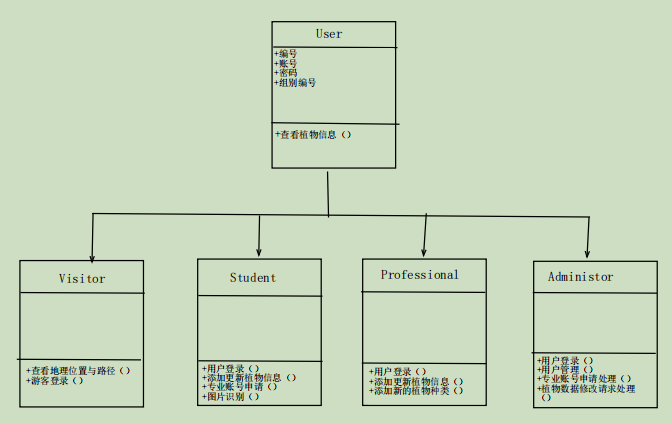 User
+编号
+账号
+密码
+组别编号
+查看植物信息（）
Visitor
+查看地理位置与路径（）
+游客登录（）
Student
+用户登录（）
+添加更新植物信息（）
+专业账号申请（）
+图片识别（）
Professional
+用户登录（）
+添加更新植物信息（）
+添加新的植物种类（）
Administor
+用户登录（）
+用户管理（）
+专业账号申请处理（）
+植物数据修改请求处理
（）